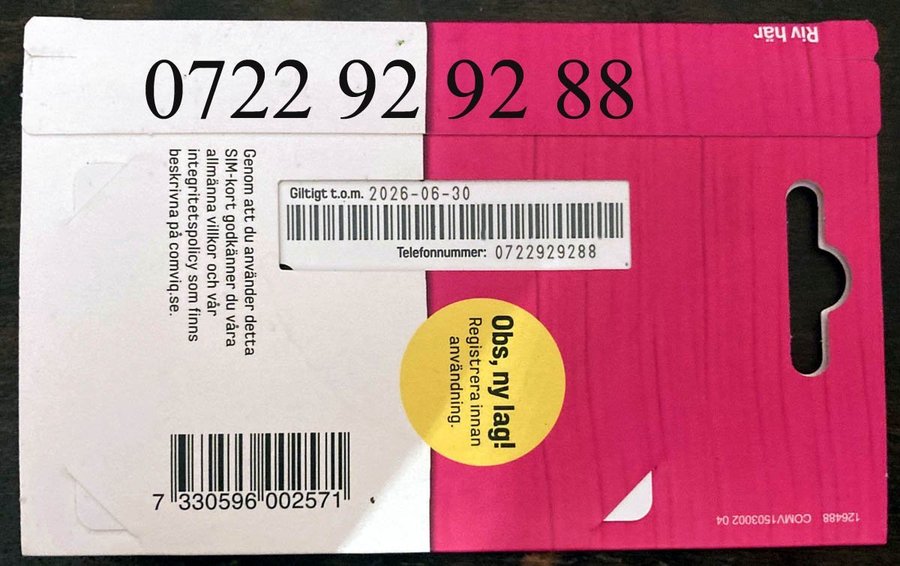 Riv här
0722 92 92 88
Giltigt t.o.m. 2026-06-30
Telefonnummer: 0722929288
Genom att du använder detta
SIM-kort godkänner du våra
allmänna villkor och vår
integritetspolicy som finns
beskrivna på comviq.se.
Obs, ny lag!
Registrera innan
användning.
7 330596 002571
126488 COMV1503002 04